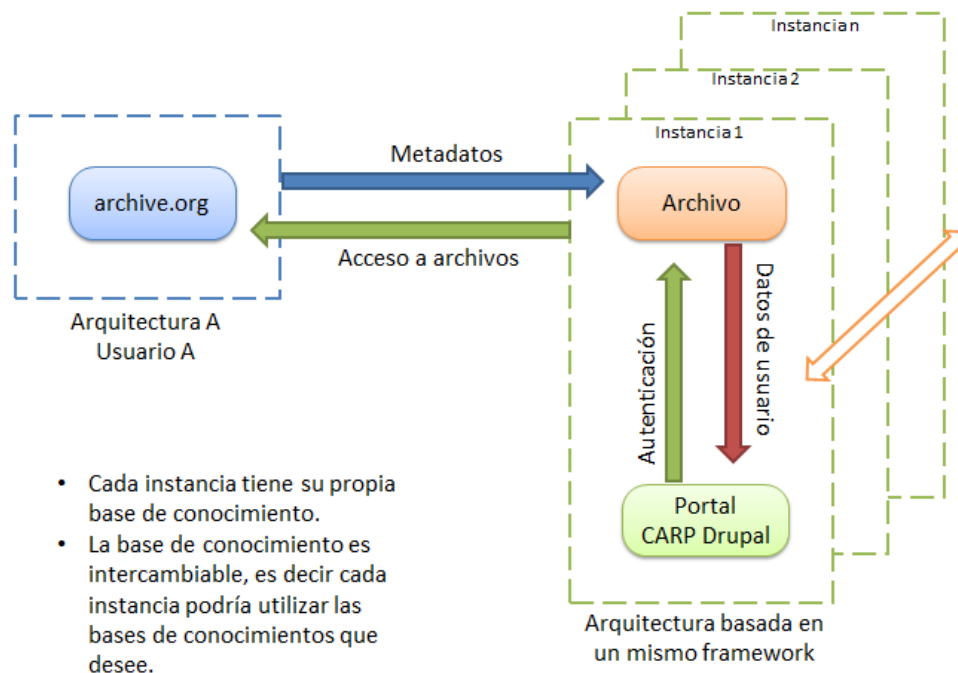 Instancia n
Instancia 2
Instancia 1
Metadatos
archive.org
Archivo
Acceso a archivos
Datos de usuario
Autenticación
Arquitectura A
Usuario A
Portal
CARP Drupal
• Cada instancia tiene su propia
base de conocimiento.
• La base de conocimiento es
intercambiable, es decir cada
instancia podría utilizar las
bases de conocimientos que
desee.
Arquitectura basada en
un mismo framework